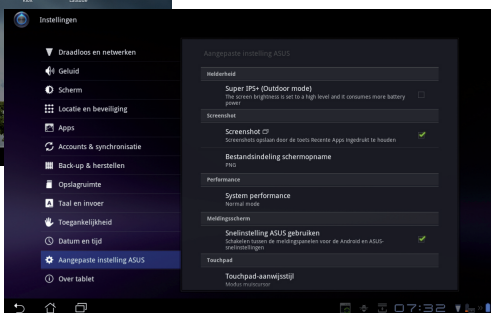 Instellingen
Draadloos en netwerken
Geluid
Scherm
Locatie en beveiliging
Apps
Accounts & synchronisatie
Back-up & herstellen
Opslagruimte
Taal en invoer
Toegankelijkheid
Datum en tijd
Aangepaste instelling ASUS
Over tablet
Aangepaste instelling ASUS
Helderheid
Super IPS+ (Outdoor mode)
The screen brightness is set to a high level and it consumes more battery
power
Screenshot
Screenshot
Screenshots opslaan door de toets Recente Apps ingedrukt te houden
Bestandsindeling schermopname
PNG
Performance
System performance
Normal mode
Meldingsscherm
Snelinstelling ASUS gebruiken
Schakelen tussen de meldingspanelen voor de Android en ASUS-
snelinstellingen
Touchpad
Touchpad-aanwijsstijl
Modus muiscursor
07:32